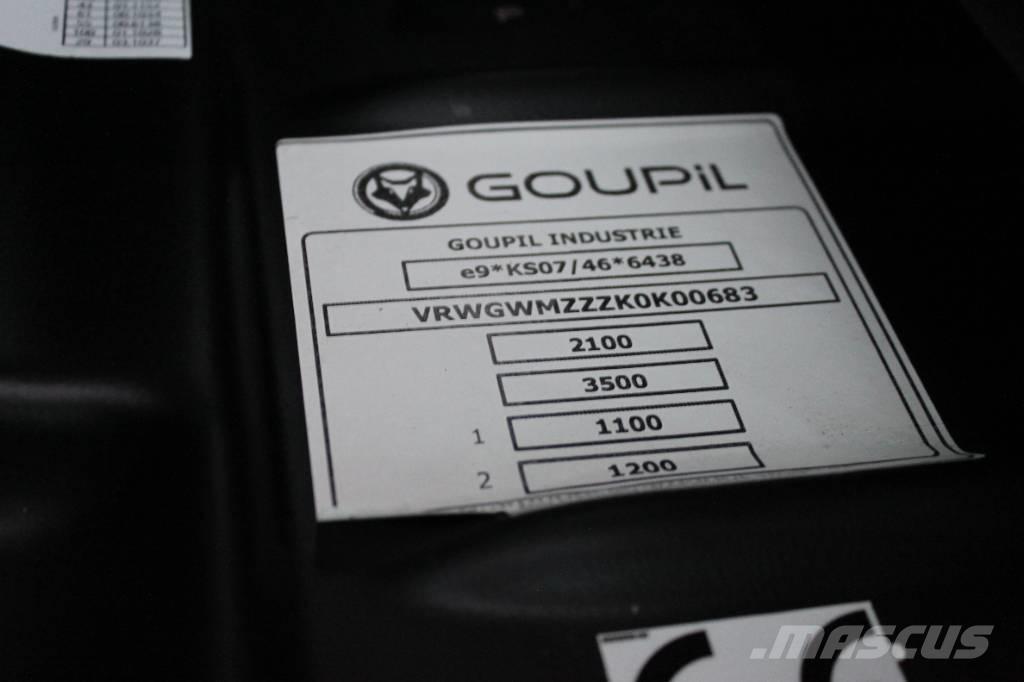 GOUPiL
GOUPIL INDUSTRIE
e9*KS07/46*6438
VRWGWMZZZK0K00683
2100
3500
1 1100
2 1200
.MASCUS